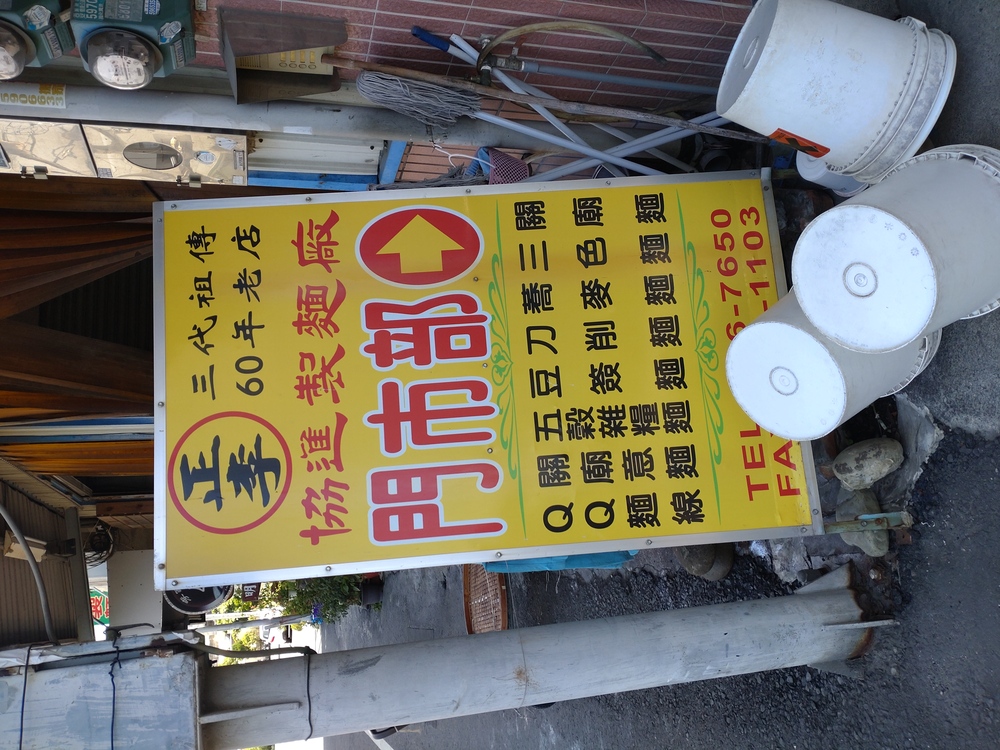 正李
三代祖傳
60年老店
協進製麵廠
門市部
關廟麵
三色麵
蕎麥麵
刀削麵
豆簽麵
五穀雜糧麵
關廟意麵
QQ麵線
TEL 6-7650
FA -1103